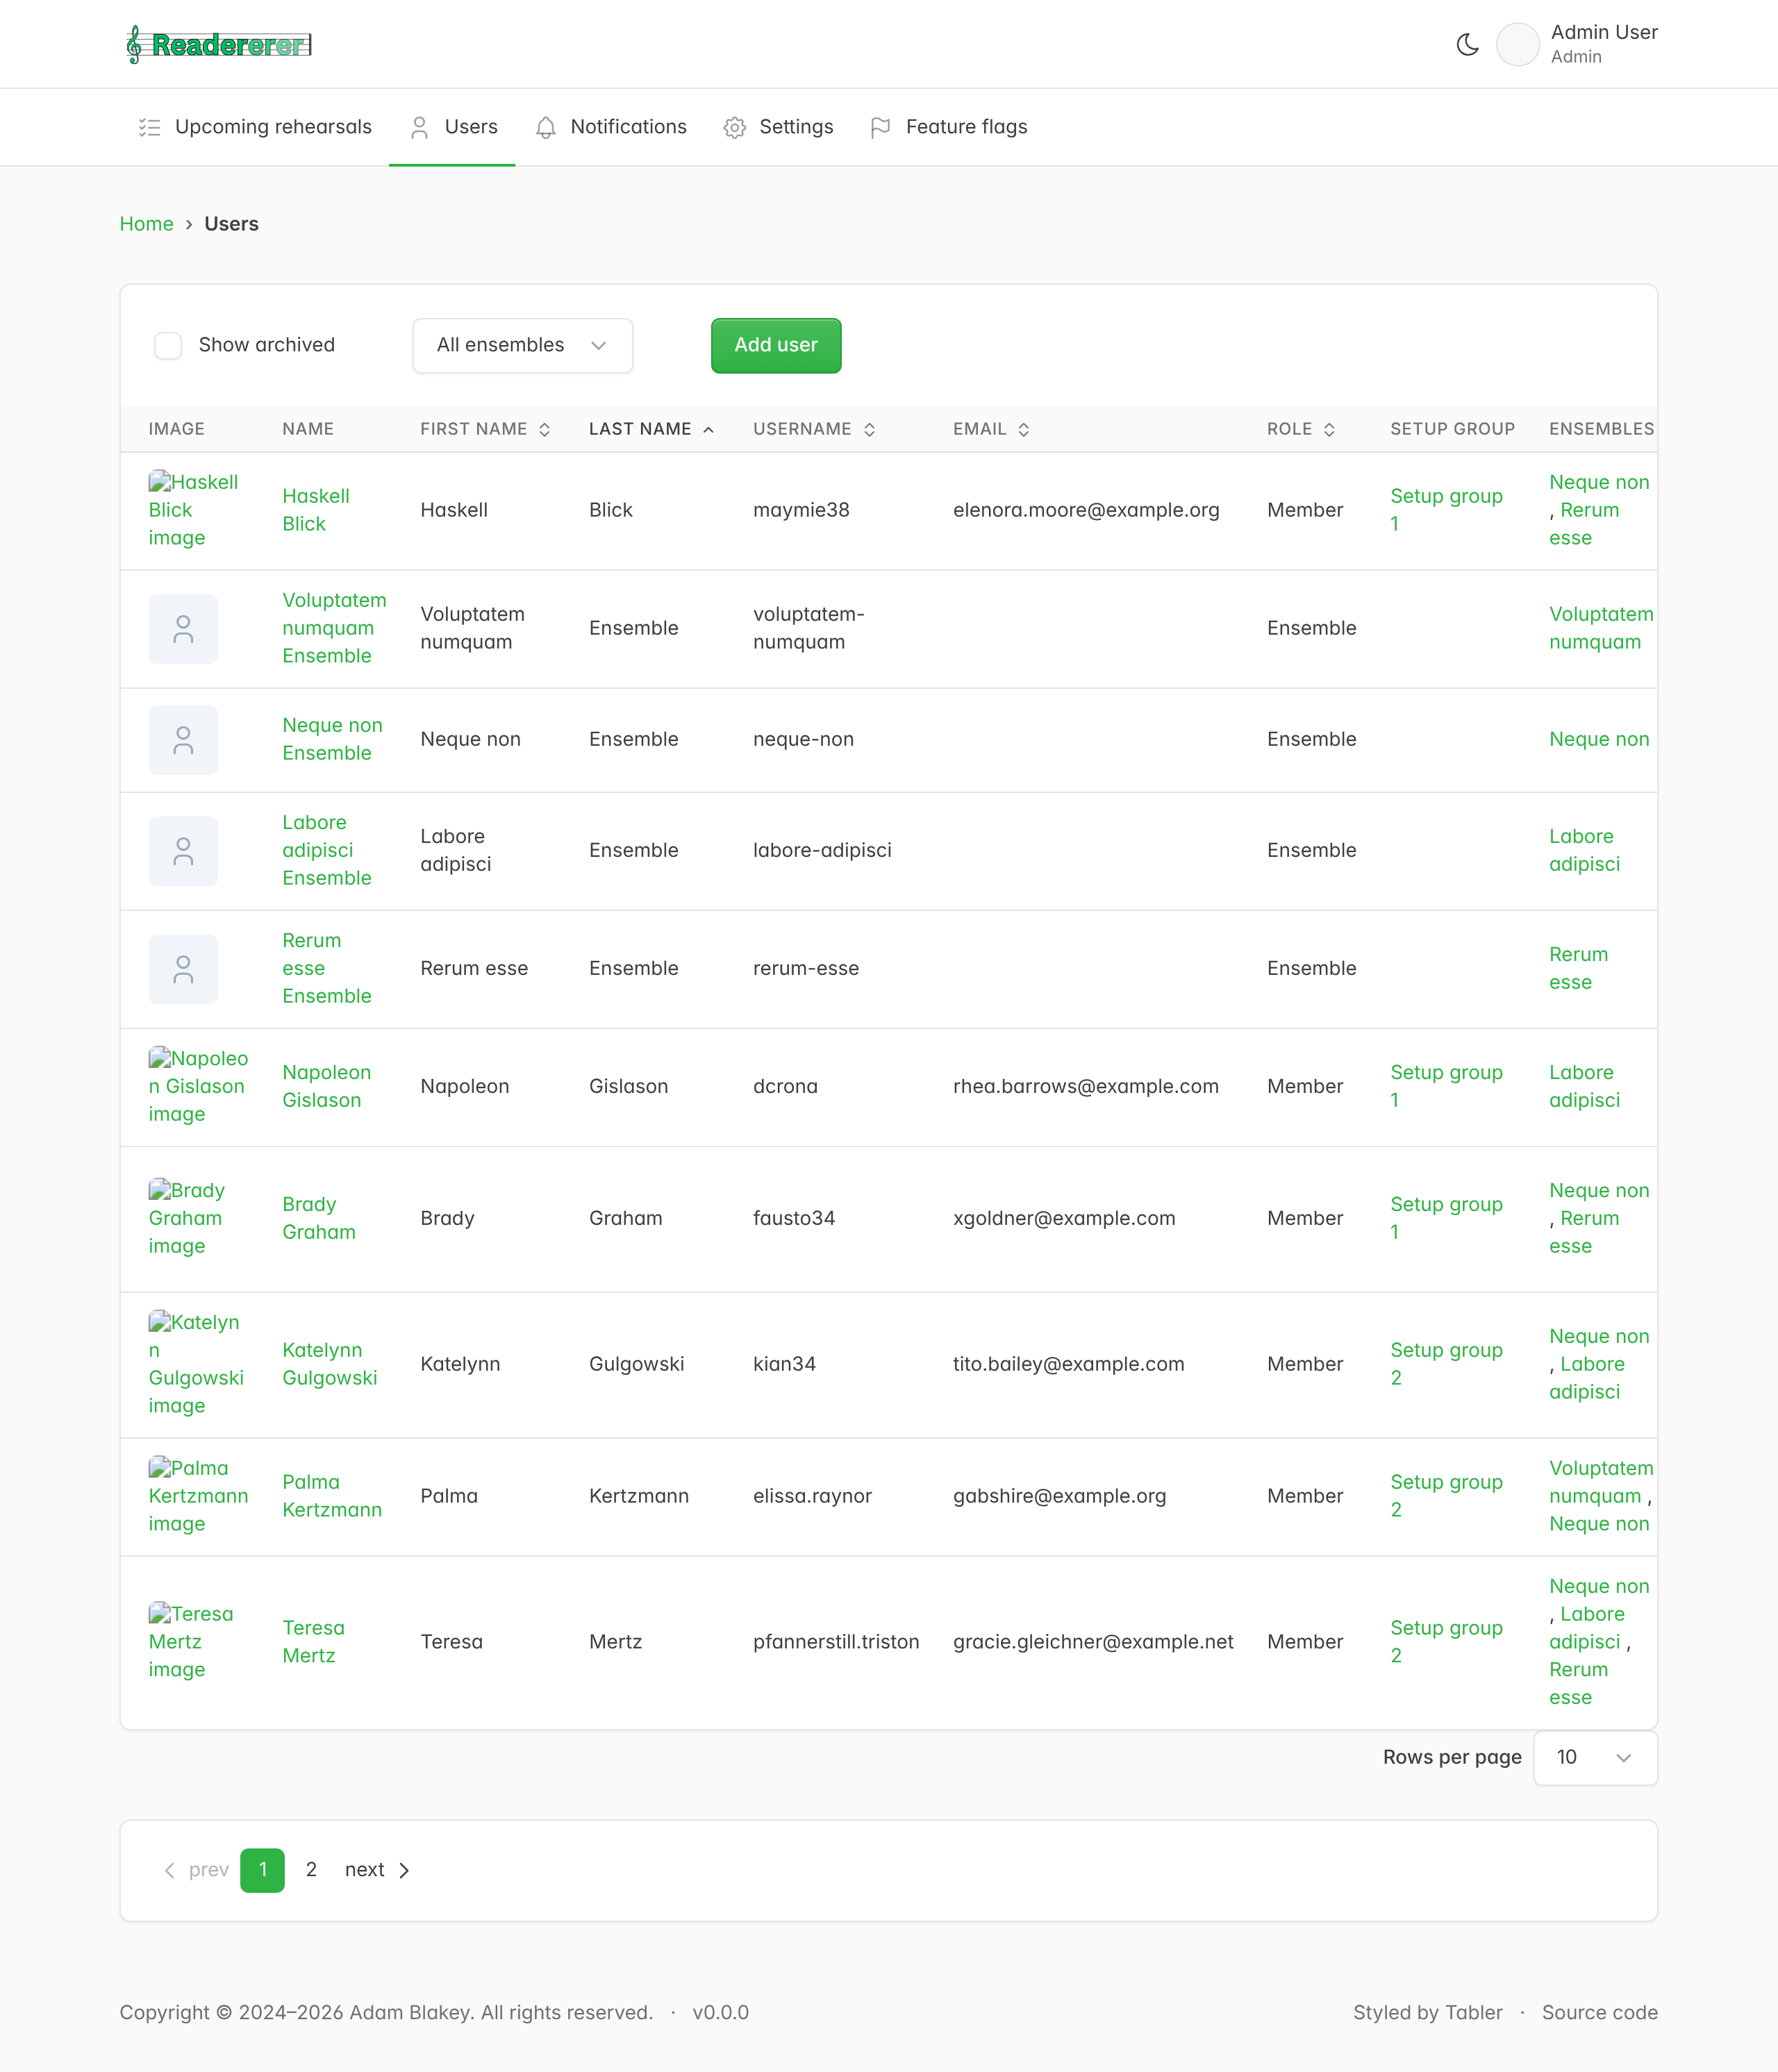 Readererer
Admin User
Admin
Upcoming rehearsals Users Notifications Settings Feature flags
Home › Users
Show archived All ensembles Add user
IMAGE NAME FIRST NAME LAST NAME USERNAME EMAIL ROLE SETUP GROUP ENSEMBLES
Haskell Blick image Haskell Blick Haskell Blick maymie38 elenora.moore@example.org Member Setup group 1 Neque non , Rerum esse
Voluptatem numquam Ensemble Voluptatem numquam Ensemble voluptatem-numquam Ensemble Voluptatem numquam
Neque non Ensemble Neque non Ensemble neque-non Ensemble Neque non
Labore adipisci Ensemble Labore adipisci Ensemble labore-adipisci Ensemble Labore adipisci
Rerum esse Ensemble Rerum esse Ensemble rerum-esse Ensemble Rerum esse
Napoleon Gislason image Napoleon Gislason Napoleon Gislason dcrona rhea.barrows@example.com Member Setup group 1 Labore adipisci
Brady Graham image Brady Graham Brady Graham fausto34 xgoldner@example.com Member Setup group 1 Neque non , Rerum esse
Katelynn Gulgowski image Katelynn Gulgowski Katelynn Gulgowski kian34 tito.bailey@example.com Member Setup group 2 Neque non , Labore adipisci
Palma Kertzmann image Palma Kertzmann Palma Kertzmann elissa.raynor gabshire@example.org Member Setup group 2 Voluptatem numquam , Neque non
Teresa Mertz image Teresa Mertz Teresa Mertz pfannerstill.triston gracie.gleichner@example.net Member Setup group 2 Neque non , Labore adipisci , Rerum esse
Rows per page 10
prev 1 2 next
Copyright © 2024–2026 Adam Blakey. All rights reserved. · v0.0.0 Styled by Tabler · Source code